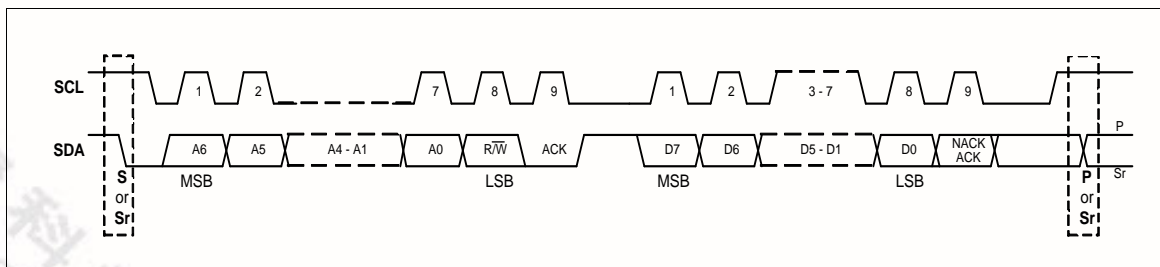 SCL 1 2 7 8 9 1 2 3 - 7 8 9
P
SDA A6 A5 A4 - A1 A0 R/W̅ ACK D7 D6 D5 - D1 D0 NACK
ACK
Sr
S MSB LSB MSB LSB P
or or
Sr Sr
科